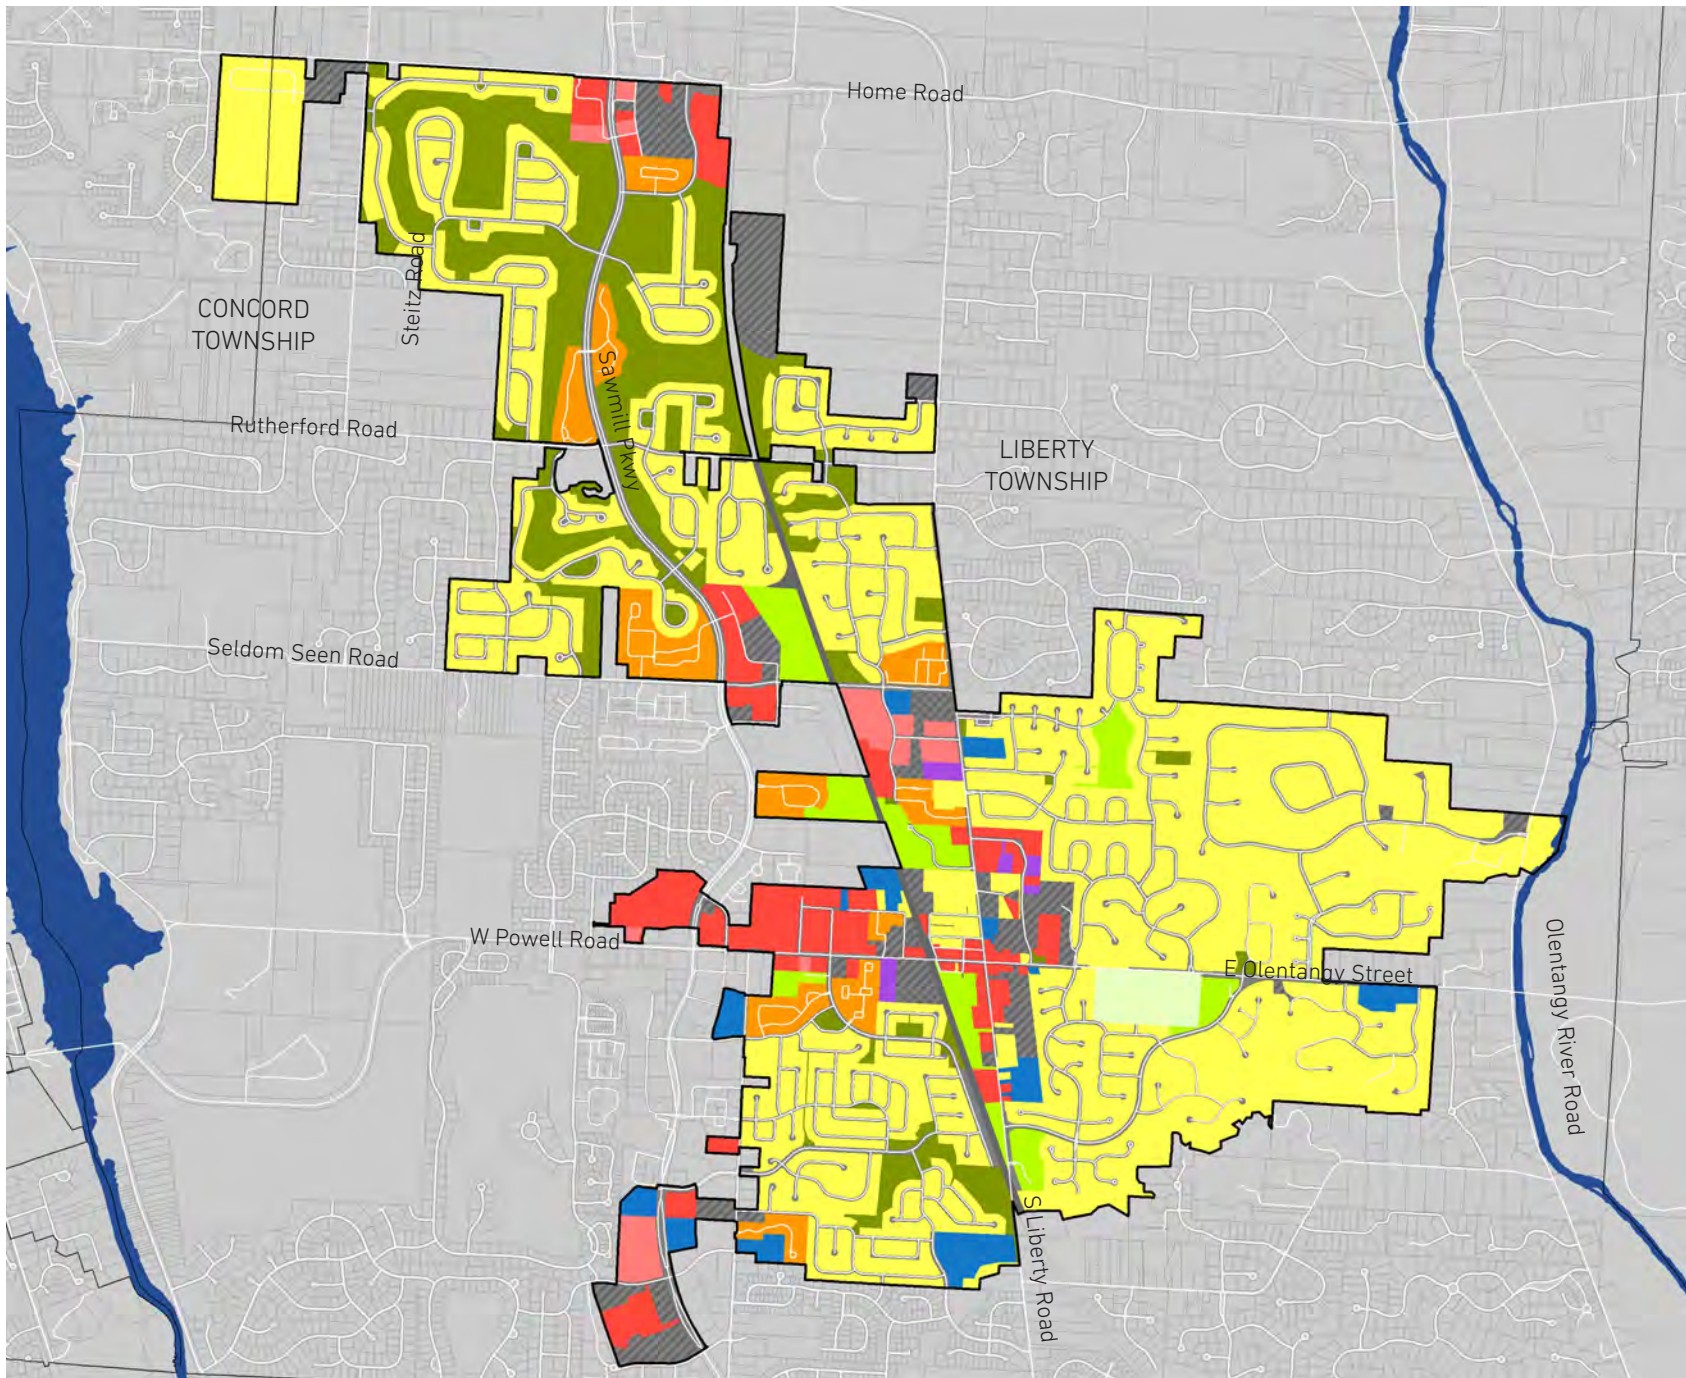 Home Road
CONCORD
TOWNSHIP
Steitz Road
Sawmill Pkwy
Rutherford Road
LIBERTY
TOWNSHIP
Seldom Seen Road
W Powell Road
E Olentangy Street
Olentangy River Road
S Liberty Road